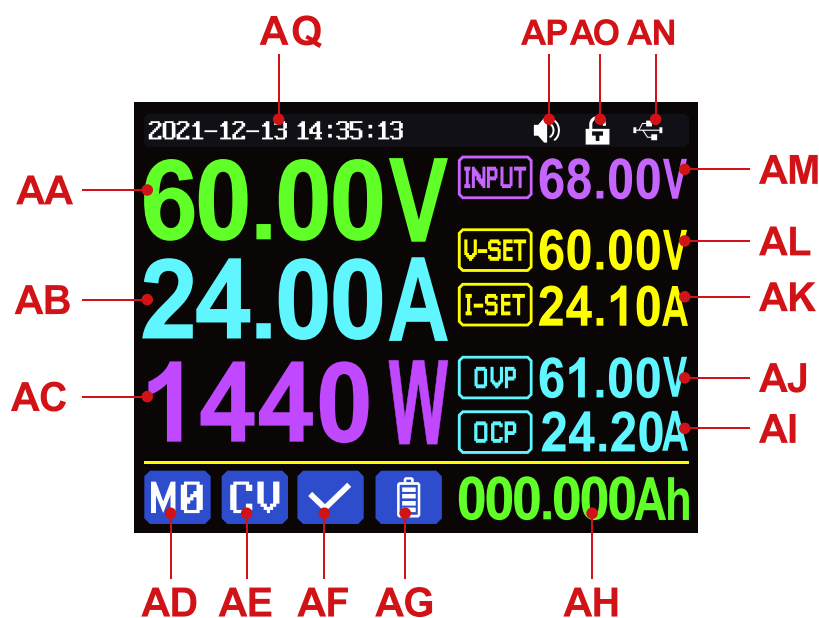 AQ AP AO AN
2021-12-13 14:35:13
AA 60.00V INPUT 68.00V AM
V-SET 60.00V AL
AB 24.00A I-SET 24.10A AK
AC 1440 W OVP 61.00V AJ
OCP 24.20A AI
M0 CV 000.000Ah
AD AE AF AG AH